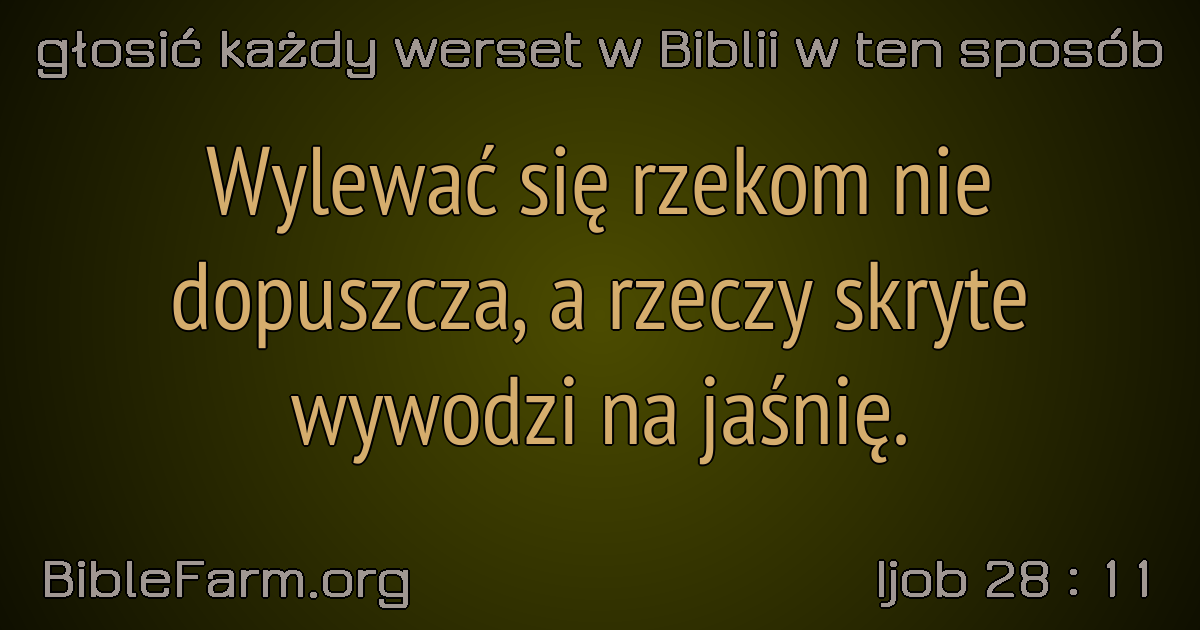 głosić każdy werset w Biblii w ten sposób
Wylewać się rzekom nie
dopuszcza, a rzeczy skryte
wywodzi na jaśnię.
BibleFarm.org
Ijob 28 : 11